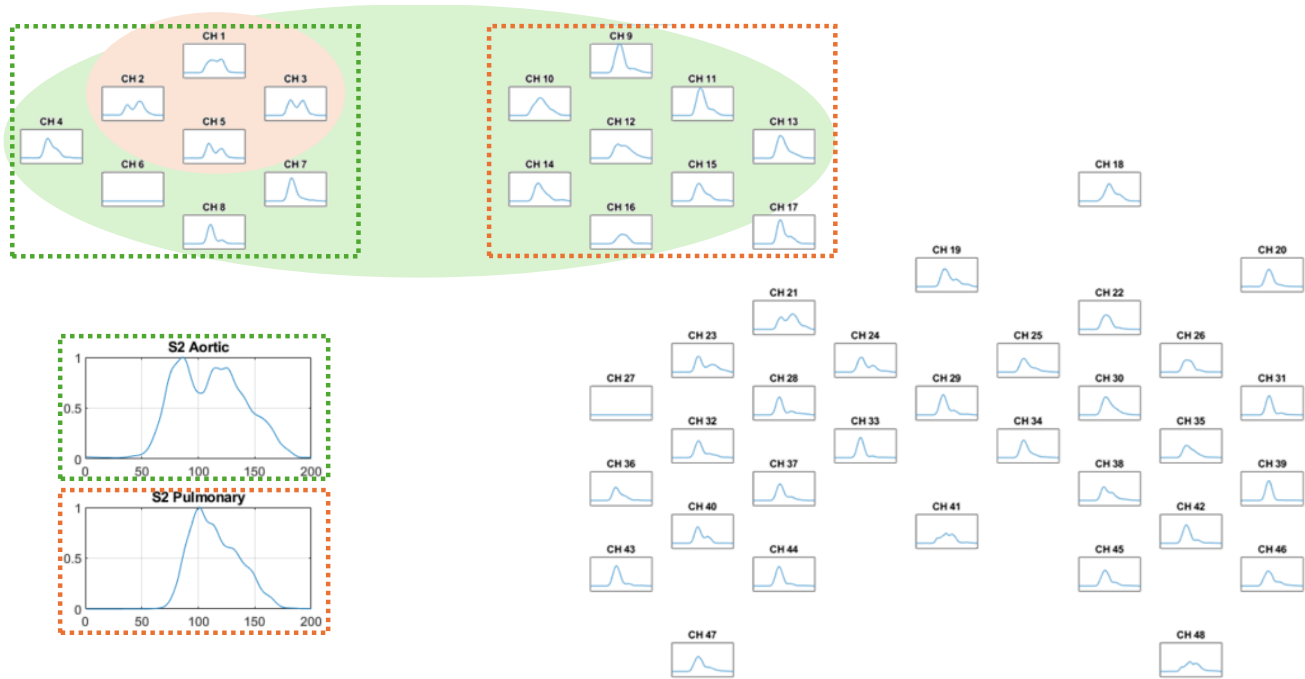 CH 1
CH 9
CH 2
CH 3
CH 10
CH 11
CH 4
CH 5
CH 12
CH 13
CH 6
CH 7
CH 14
CH 15
CH 18
CH 8
CH 16
CH 17
CH 19
CH 20
CH 21
CH 22
CH 23
CH 24
CH 25
CH 26
CH 27
CH 28
CH 29
CH 30
CH 31
CH 32
CH 33
CH 34
CH 35
CH 36
CH 37
CH 38
CH 39
CH 40
CH 41
CH 42
CH 43
CH 44
CH 45
CH 46
CH 47
CH 48
S2 Aortic
1
0.5
0
0 50 100 150 200
S2 Pulmonary
1
0.5
0
0 50 100 150 200